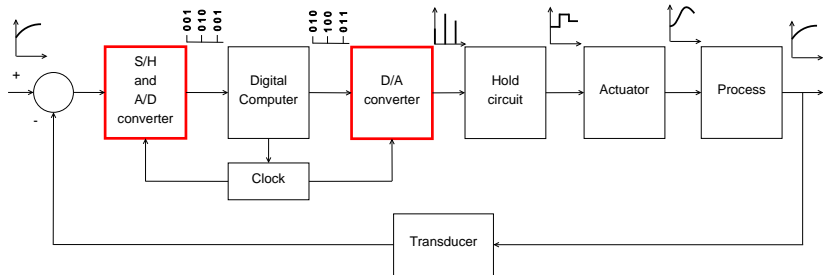 001
010
001
010
100
011
+
-
S/H
and
A/D
converter
Digital
Computer
D/A
converter
Hold
circuit
Actuator
Process
Clock
Transducer